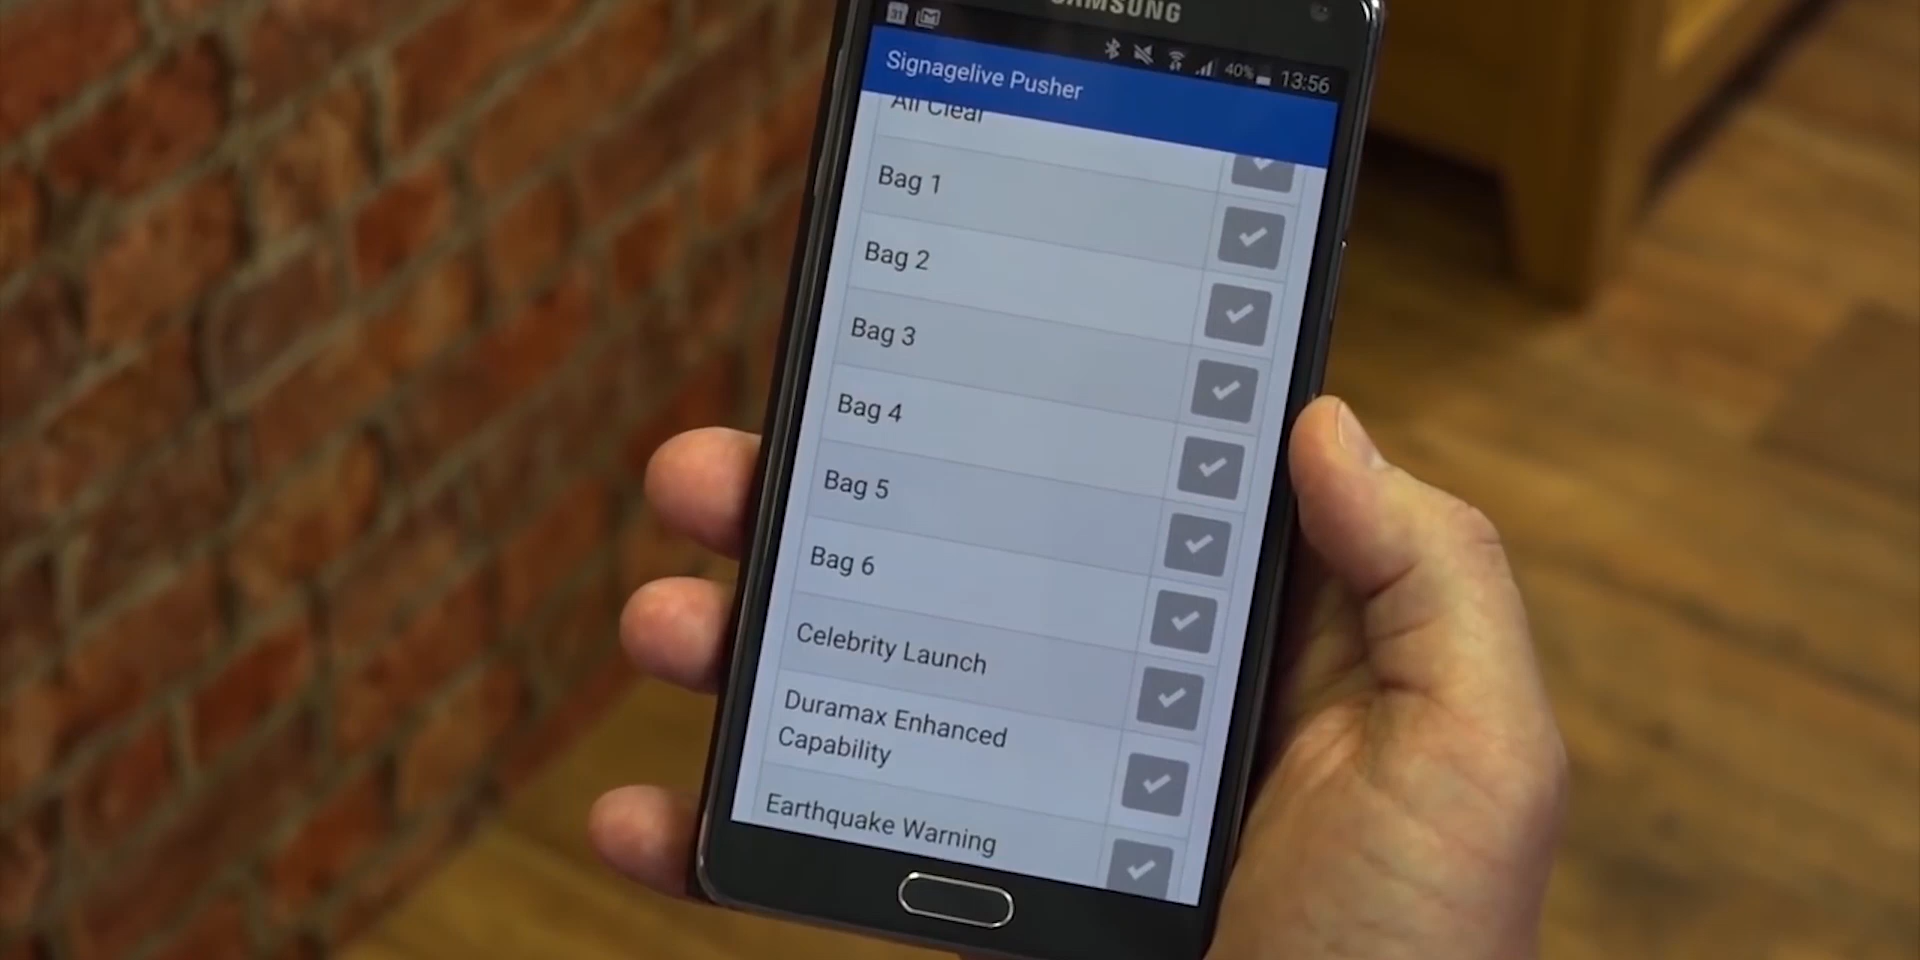 SAMSUNG
31
40% 13:56
Signagelive Pusher
All Clear
Bag 1
Bag 2
Bag 3
Bag 4
Bag 5
Bag 6
Celebrity Launch
Duramax Enhanced
Capability
Earthquake Warning